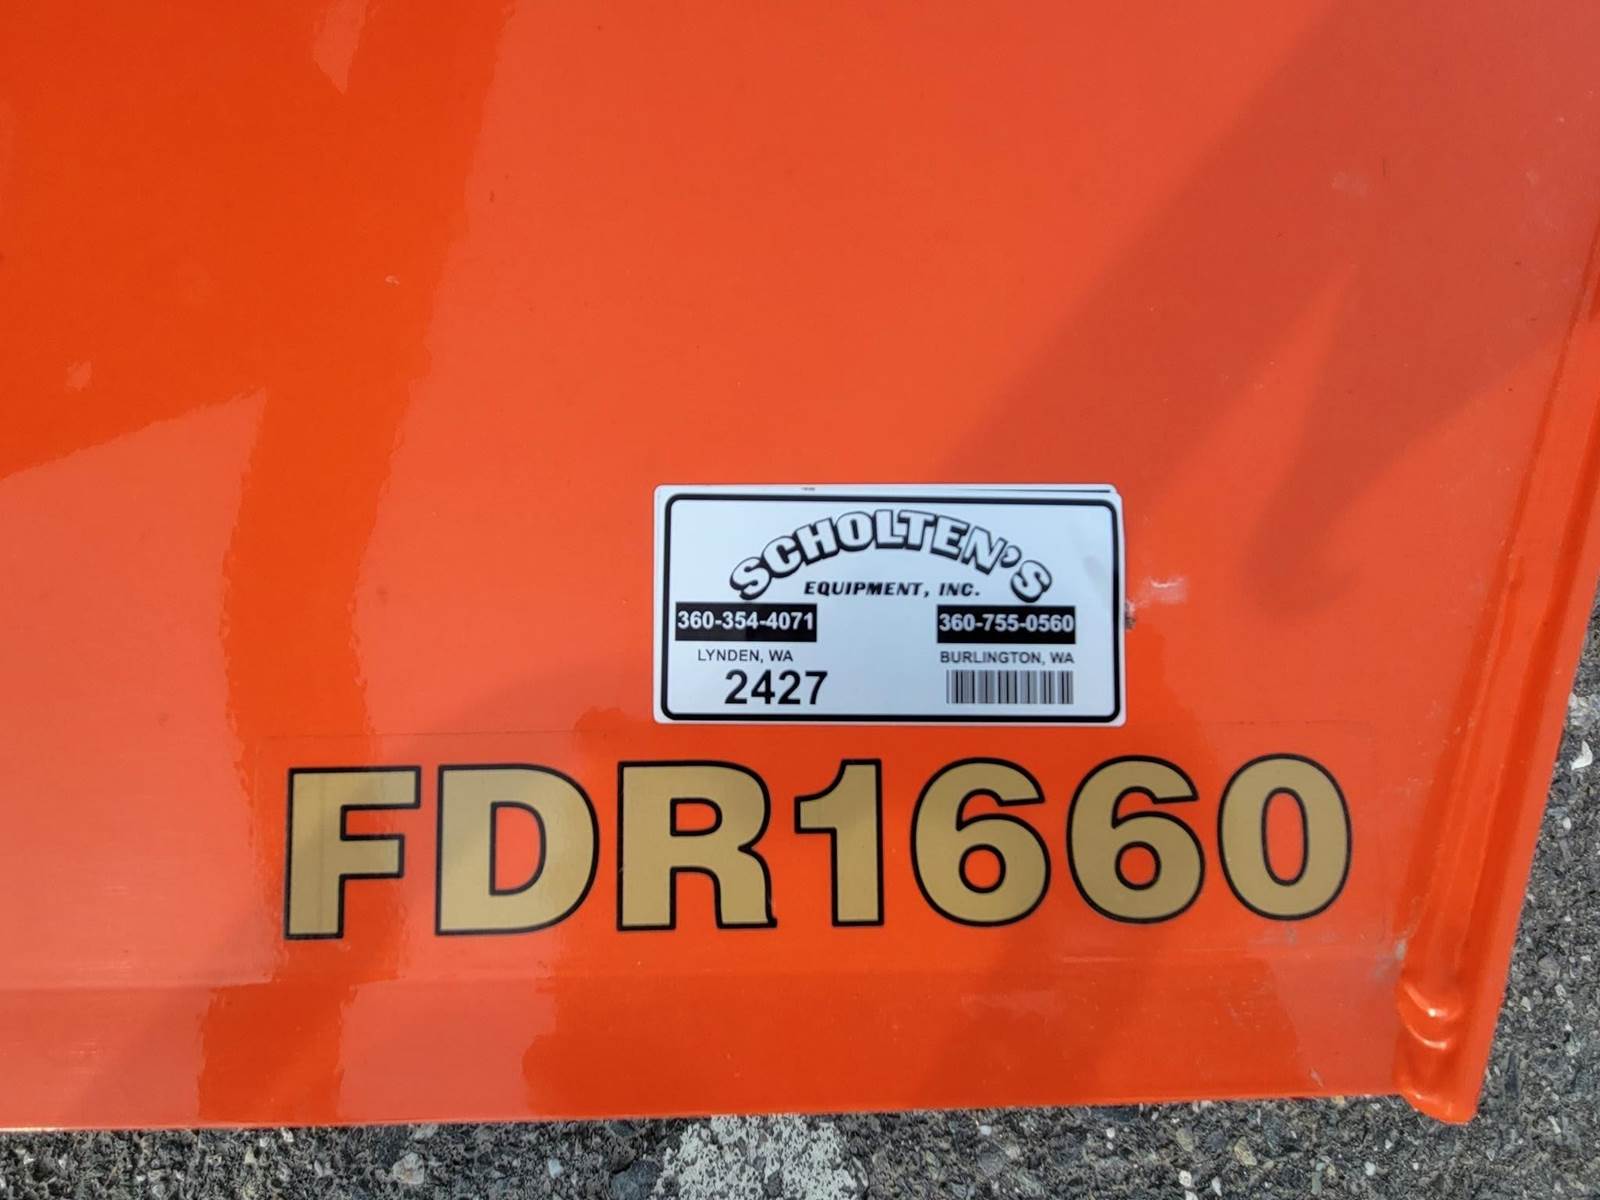 SCHOLTEN'S
EQUIPMENT, INC.
360-354-4071 360-755-0560
LYNDEN, WA BURLINGTON, WA
2427
FDR1660